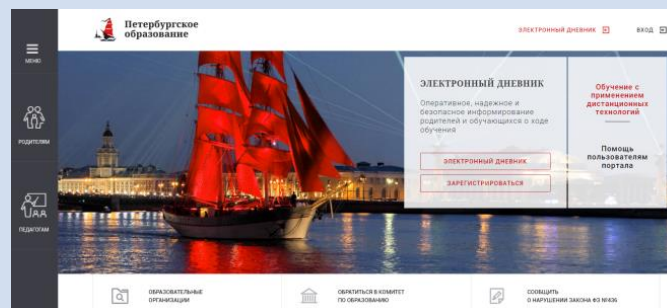 Петербургское
образование
ЭЛЕКТРОННЫЙ ДНЕВНИК
ВХОД
МЕНЮ
РОДИТЕЛЯМ
ПЕДАГОГАМ
ЭЛЕКТРОННЫЙ ДНЕВНИК
Оперативное, надежное и
безопасное информирование
родителей и обучающихся о ходе
обучения
ЭЛЕКТРОННЫЙ ДНЕВНИК
ЗАРЕГИСТРИРОВАТЬСЯ
Обучение с
применением
дистанционных
технологий
Помощь
пользователям
портала
ОБРАЗОВАТЕЛЬНЫЕ
ОРГАНИЗАЦИИ
ОБРАТИТЬСЯ В КОМИТЕТ
ПО ОБРАЗОВАНИЮ
СООБЩИТЬ
О НАРУШЕНИИ ЗАКОНА ФЗ №436